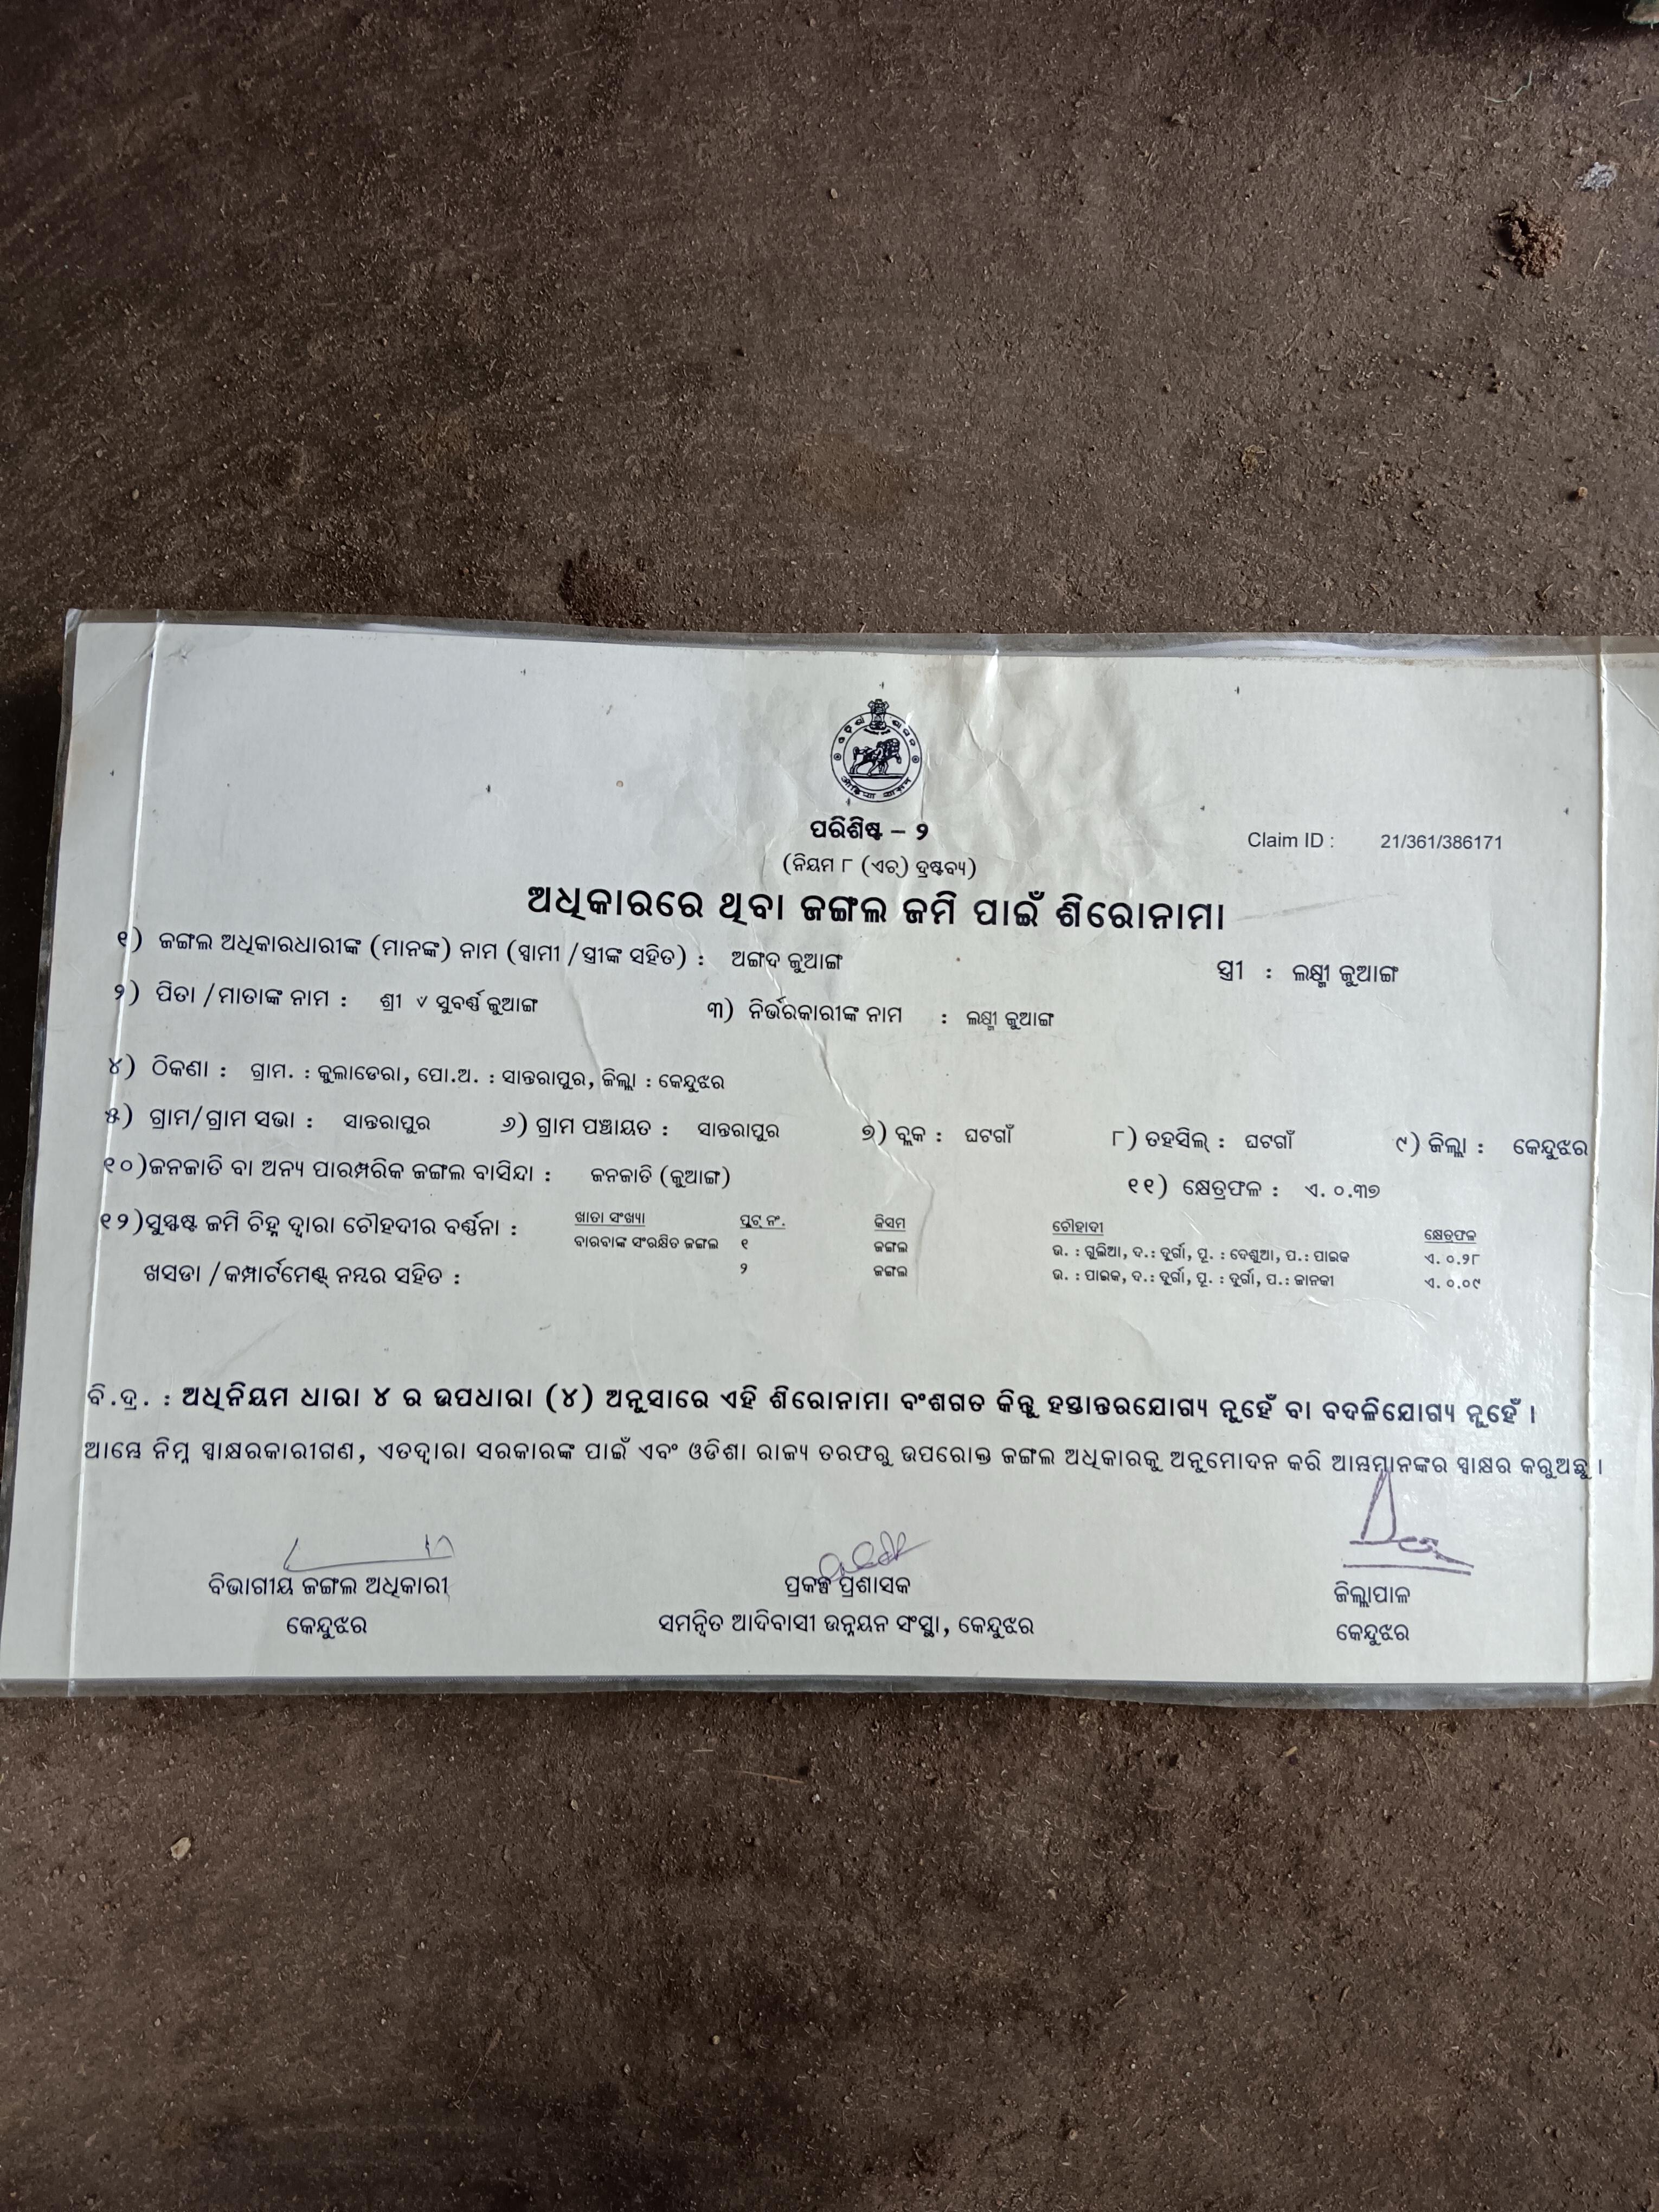 ପରିଶିଷ୍ଟ – ୨
Claim ID : 21/361/386171
(ନିୟମ ୮ (ଏଚ୍) ଦ୍ରଷ୍ଟବ୍ୟ)
ଅଧିକାରରେ ଥିବା ଜଙ୍ଗଲ ଜମି ପାଇଁ ଶିରୋନାମା
୧) ଜଙ୍ଗଲ ଅଧିକାରଧାରୀଙ୍କ (ମାନଙ୍କ) ନାମ (ସ୍ୱାମୀ / ସ୍ତ୍ରୀଙ୍କ ସହିତ) : ଅଙ୍ଗଦ ଜୁଆଙ୍ଗ ସ୍ତ୍ରୀ : ଲକ୍ଷ୍ମୀ ଜୁଆଙ୍ଗ
୨) ପିତା / ମାତାଙ୍କ ନାମ : ଶ୍ରୀ ସୁବର୍ଣ୍ଣ ଜୁଆଙ୍ଗ ୩) ନିର୍ଭରକାରୀଙ୍କ ନାମ : ଲକ୍ଷ୍ମୀ ଜୁଆଙ୍ଗ
୪) ଠିକଣା : ଗ୍ରାମ. : କୁଲାଡେରା, ପୋ.ଅ. : ସାନ୍ତରାପୁର, ଜିଲ୍ଲା : କେନ୍ଦୁଝର
୫) ଗ୍ରାମ/ଗ୍ରାମ ସଭା : ସାନ୍ତରାପୁର ୬) ଗ୍ରାମ ପଞ୍ଚାୟତ : ସାନ୍ତରାପୁର ୭) ବ୍ଲକ : ଘଟଗାଁ ୮) ତହସିଲ୍ : ଘଟଗାଁ ୯) ଜିଲ୍ଲା : କେନ୍ଦୁଝର
୧୦) ଜନଜାତି ବା ଅନ୍ୟ ପାରମ୍ପରିକ ଜଙ୍ଗଲ ବାସିନ୍ଦା : ଜନଜାତି (ଜୁଆଙ୍ଗ) ୧୧) କ୍ଷେତ୍ରଫଳ : ଏ. ୦.୩୭
୧୨) ସୁସ୍ପଷ୍ଟ ଜମି ଚିହ୍ନ ଦ୍ୱାରା ଚୌହଦୀର ବର୍ଣ୍ଣନା : ଖାତା ସଂଖ୍ୟା ପ୍ଲଟ୍ ନଂ. କିସମ ଚୌହାଦୀ କ୍ଷେତ୍ରଫଳ
ବାରବାଙ୍କ ସଂରକ୍ଷିତ ଜଙ୍ଗଲ ୧ ଜଙ୍ଗଲ ଉ. : ଗୁଲିଆ, ଦ.: ଦୁର୍ଗା, ପୂ. : ଦେଶୁଆ, ପ.: ପାଇକ ଏ. ୦.୨୮
ଖସଡା / କମ୍ପାର୍ଟମେଣ୍ଟ୍ ନମ୍ବର ସହିତ : ୨ ଜଙ୍ଗଲ ଉ. : ପାଇକ, ଦ.: ଦୁର୍ଗା, ପୂ. : ଦୁର୍ଗା, ପ.: ଜାନକୀ ଏ. ୦.୦୯
ବି.ଦ୍ର. : ଅଧିନିୟମ ଧାରା ୪ ର ଉପଧାରା (୪) ଅନୁସାରେ ଏହି ଶିରୋନାମା ବଂଶଗତ କିନ୍ତୁ ହସ୍ତାନ୍ତରଯୋଗ୍ୟ ନୁହେଁ ବା ବଦଳିଯୋଗ୍ୟ ନୁହେଁ ।
ଆମ୍ଭେ ନିମ୍ନ ସ୍ୱାକ୍ଷରକାରୀଗଣ, ଏତଦ୍ୱାରା ସରକାରଙ୍କ ପାଇଁ ଏବଂ ଓଡିଶା ରାଜ୍ୟ ତରଫରୁ ଉପରୋକ୍ତ ଜଙ୍ଗଲ ଅଧିକାରକୁ ଅନୁମୋଦନ କରି ଆମ୍ଭମାନଙ୍କର ସ୍ୱାକ୍ଷର କରୁଅଛୁ ।
ବିଭାଗୀୟ ଜଙ୍ଗଲ ଅଧିକାରୀ ପ୍ରକଳ୍ପ ପ୍ରଶାସକ ଜିଲ୍ଲାପାଳ
କେନ୍ଦୁଝର ସମନ୍ୱିତ ଆଦିବାସୀ ଉନ୍ନୟନ ସଂସ୍ଥା, କେନ୍ଦୁଝର କେନ୍ଦୁଝର